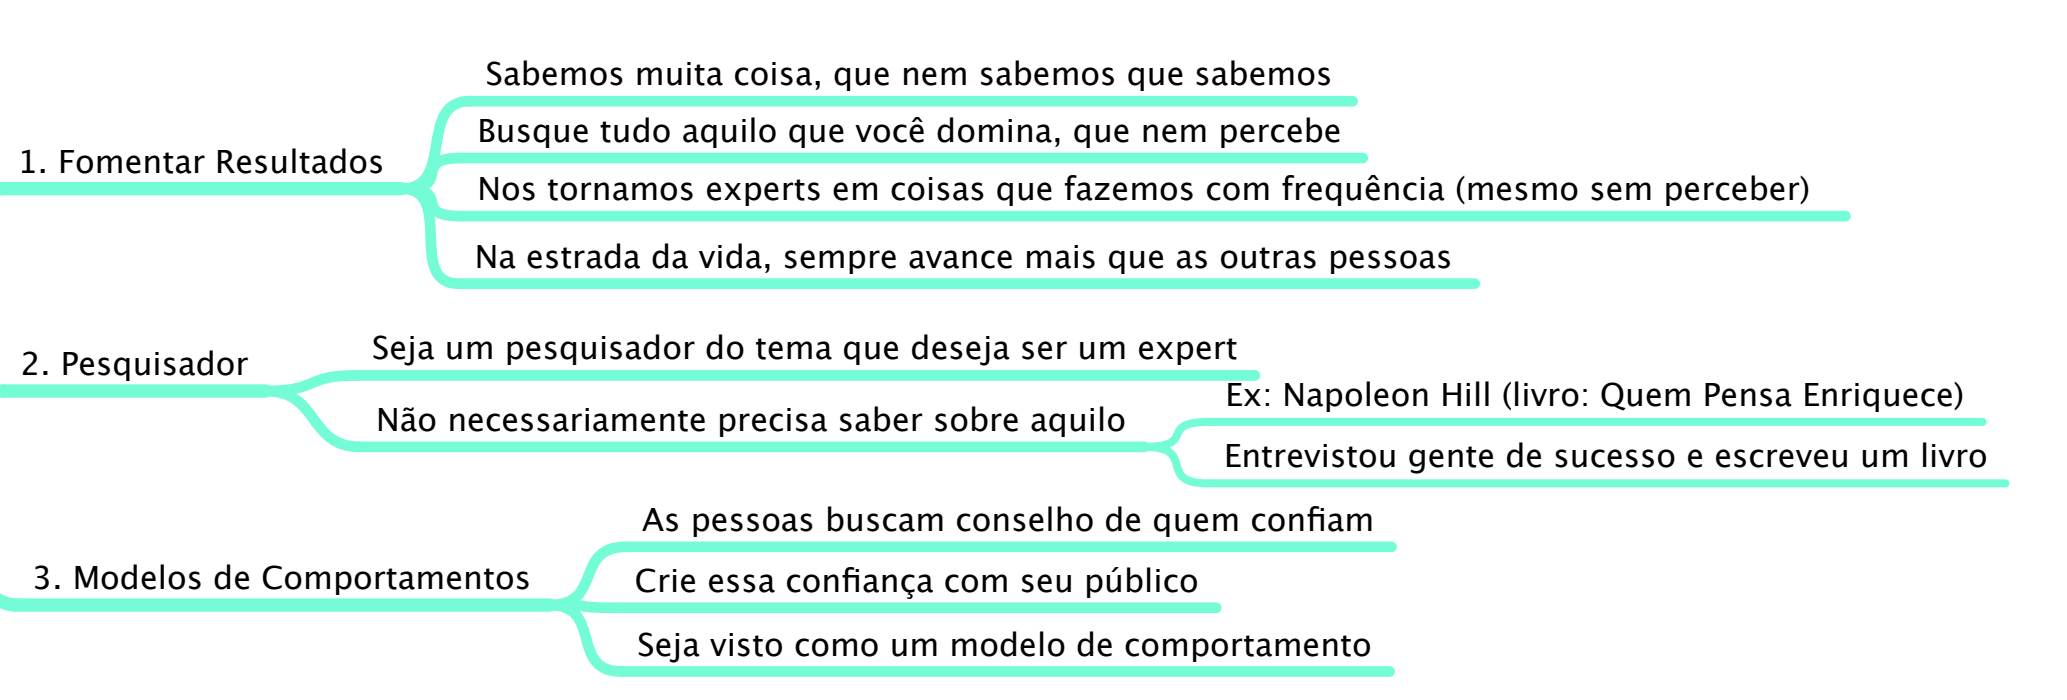 1. Fomentar Resultados
Sabemos muita coisa, que nem sabemos que sabemos
Busque tudo aquilo que você domina, que nem percebe
Nos tornamos experts em coisas que fazemos com frequência (mesmo sem perceber)
Na estrada da vida, sempre avance mais que as outras pessoas
2. Pesquisador
Seja um pesquisador do tema que deseja ser um expert
Não necessariamente precisa saber sobre aquilo
Ex: Napoleon Hill (livro: Quem Pensa Enriquece)
Entrevistou gente de sucesso e escreveu um livro
3. Modelos de Comportamentos
As pessoas buscam conselho de quem confiam
Crie essa confiança com seu público
Seja visto como um modelo de comportamento